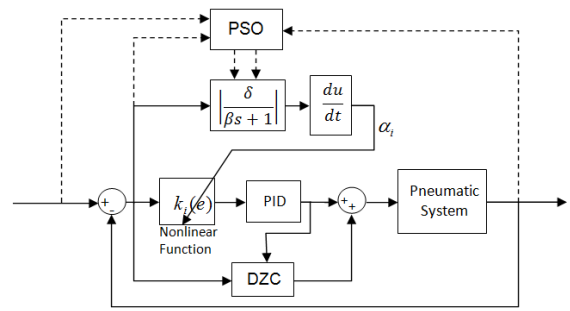 PSO
|δ/(βs + 1)|
du/dt
αᵢ
+
-
kᵢ(e)
PID
+
+
Pneumatic
System
Nonlinear
Function
DZC